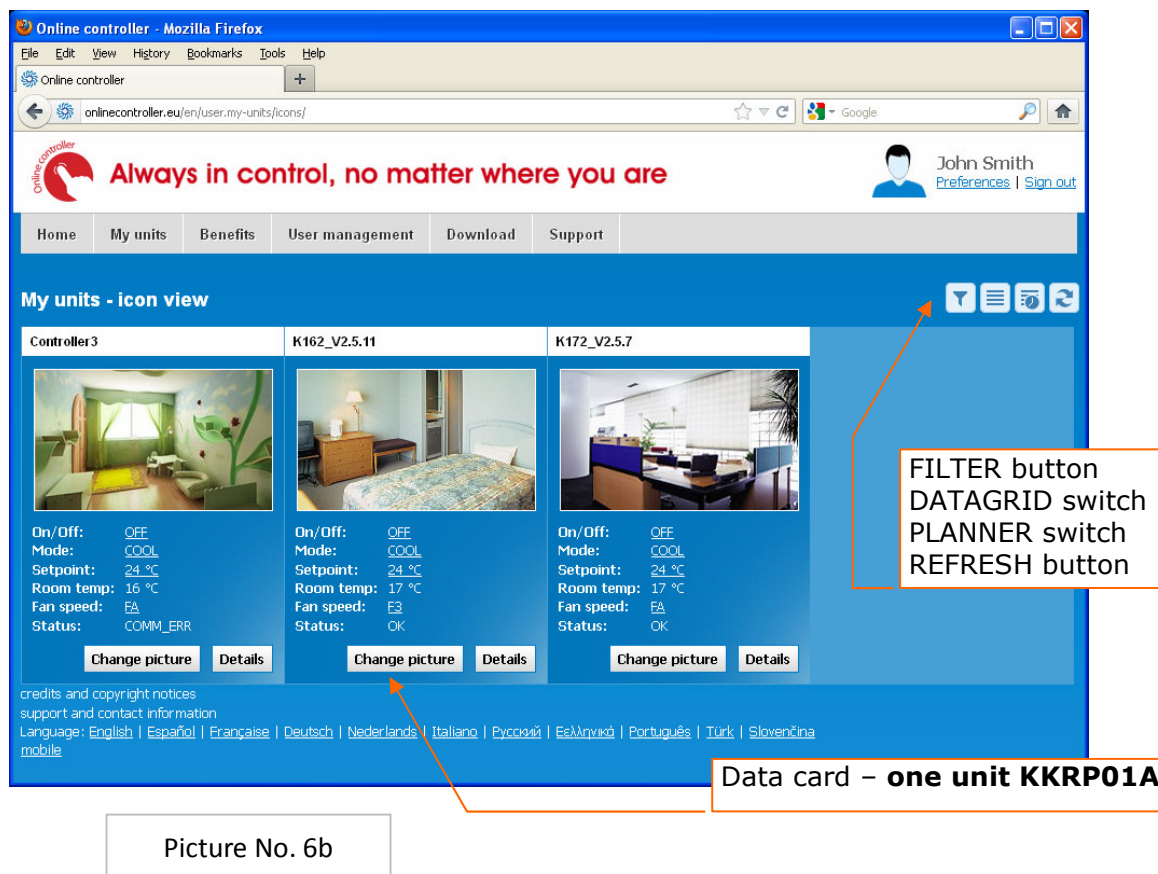 Online controller - Mozilla Firefox
File Edit View History Bookmarks Tools Help
Online controller +
onlinecontroller.eu/en/user.my-units/icons/ Google
Online controller
Always in control, no matter where you are
John Smith
Preferences | Sign out
Home My units Benefits User management Download Support
My units - icon view
Controller3 K162_V2.5.11 K172_V2.5.7
On/Off: OFF On/Off: OFF On/Off: OFF
Mode: COOL Mode: COOL Mode: COOL
Setpoint: 24 °C Setpoint: 24 °C Setpoint: 24 °C
Room temp: 16 °C Room temp: 17 °C Room temp: 17 °C
Fan speed: FA Fan speed: F3 Fan speed: FA
Status: COMM_ERR Status: OK Status: OK
Change picture Details Change picture Details Change picture Details
FILTER button
DATAGRID switch
PLANNER switch
REFRESH button
credits and copyright notices
support and contact information
Language: English | Español | Française | Deutsch | Nederlands | Italiano | Русский | Εελληνικά | Português | Türk | Slovenčina
mobile
Data card – one unit KKRP01A
Picture No. 6b